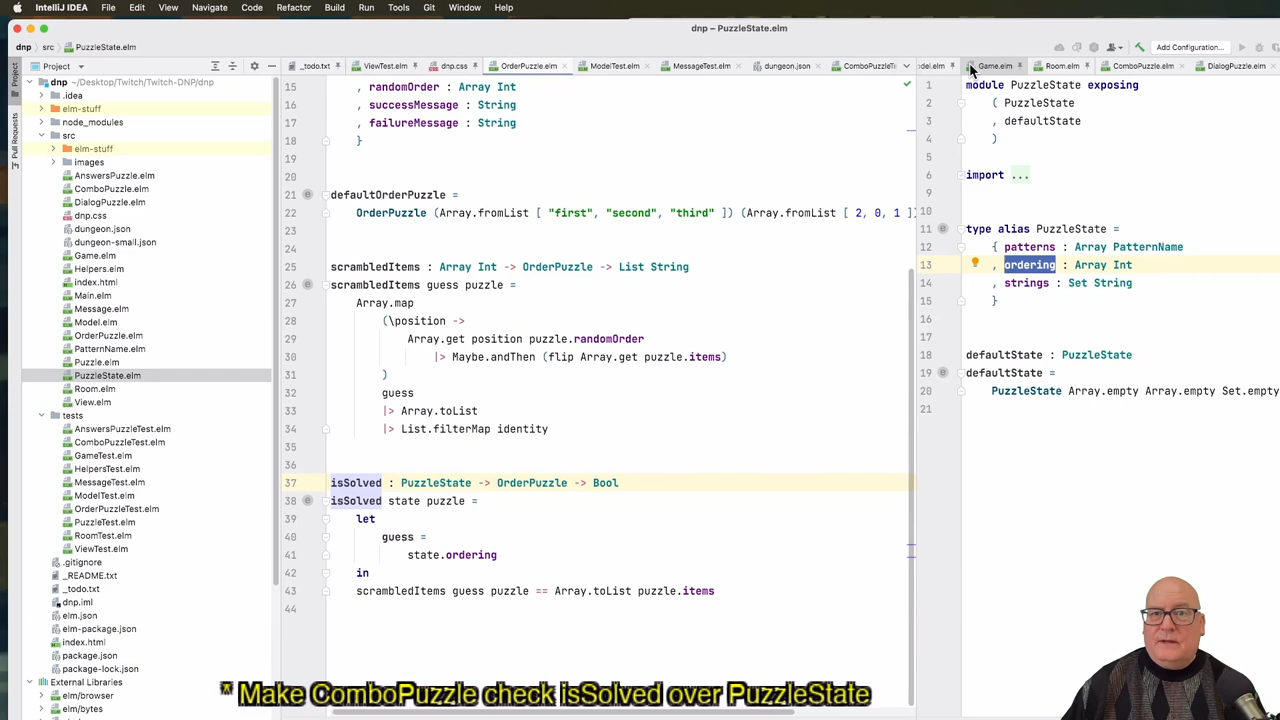 IntelliJ IDEA File Edit View Navigate Code Refactor Build Run Tools Git Window Help
dnp – PuzzleState.elm
dnp › src › PuzzleState.elm
Add Configuration...
Project
_todo.txt ViewTest.elm dnp.css OrderPuzzle.elm ModelTest.elm MessageTest.elm dungeon.json ComboPuzzleT
del.elm Game.elm Room.elm ComboPuzzle.elm DialogPuzzle.elm
Project
Pull Requests
dnp ~/Desktop/Twitch/Twitch-DNP/dnp
.idea
elm-stuff
node_modules
src
elm-stuff
images
AnswersPuzzle.elm
ComboPuzzle.elm
DialogPuzzle.elm
dnp.css
dungeon.json
dungeon-small.json
Game.elm
Helpers.elm
index.html
Main.elm
Message.elm
Model.elm
OrderPuzzle.elm
PatternName.elm
Puzzle.elm
PuzzleState.elm
Room.elm
View.elm
tests
AnswersPuzzleTest.elm
ComboPuzzleTest.elm
GameTest.elm
HelpersTest.elm
MessageTest.elm
ModelTest.elm
OrderPuzzleTest.elm
PuzzleTest.elm
RoomTest.elm
ViewTest.elm
.gitignore
_README.txt
_todo.txt
dnp.iml
elm.json
elm-package.json
index.html
package.json
package-lock.json
External Libraries
elm/browser
elm/bytes
15 , randomOrder : Array Int
16 , successMessage : String
17 , failureMessage : String
18 }
19
20
21 defaultOrderPuzzle =
22 OrderPuzzle (Array.fromList [ "first", "second", "third" ]) (Array.fromList [ 2, 0, 1 ]
23
24
25 scrambledItems : Array Int -> OrderPuzzle -> List String
26 scrambledItems guess puzzle =
27 Array.map
28 (\position ->
29 Array.get position puzzle.randomOrder
30 |> Maybe.andThen (flip Array.get puzzle.items)
31 )
32 guess
33 |> Array.toList
34 |> List.filterMap identity
35
36
37 isSolved : PuzzleState -> OrderPuzzle -> Bool
38 isSolved state puzzle =
39 let
40 guess =
41 state.ordering
42 in
43 scrambledItems guess puzzle == Array.toList puzzle.items
44
1 module PuzzleState exposing
2 ( PuzzleState
3 , defaultState
4 )
5
6 import ...
9
10
11 type alias PuzzleState =
12 { patterns : Array PatternName
13 , ordering : Array Int
14 , strings : Set String
15 }
16
17
18 defaultState : PuzzleState
19 defaultState =
20 PuzzleState Array.empty Array.empty Set.empty
21
* Make ComboPuzzle check isSolved over PuzzleState